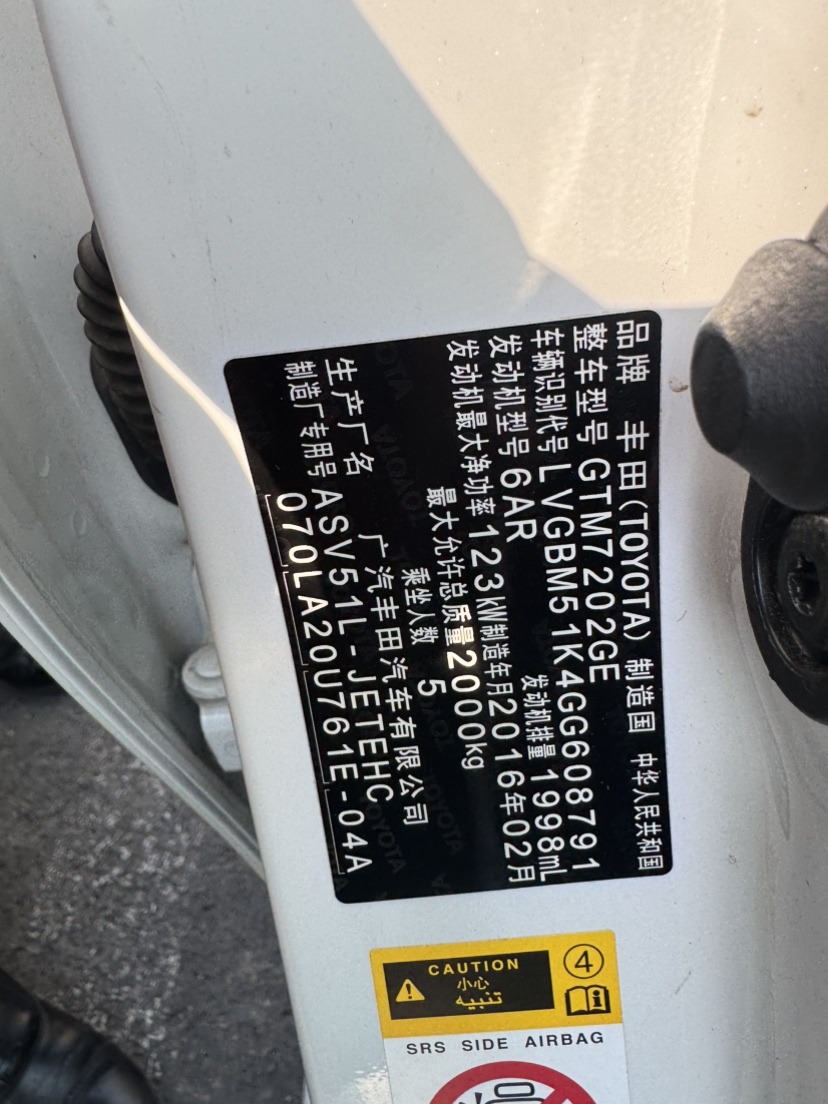 品牌 丰田(TOYOTA) 制造国 中华人民共和国
整车型号 GTM7202GE
车辆识别代号 LVGBM51K4GG608791
发动机型号 6AR 发动机排量 1998mL
发动机最大净功率 123kW 制造年月 2016年02月
最大允许总质量 2000kg
乘坐人数 5
生产厂名 广汽丰田汽车有限公司
制造厂专用号 ASV51L-JETEHC
070LA20U761E-04A
CAUTION
小心
تنبيه
4
SRS SIDE AIRBAG